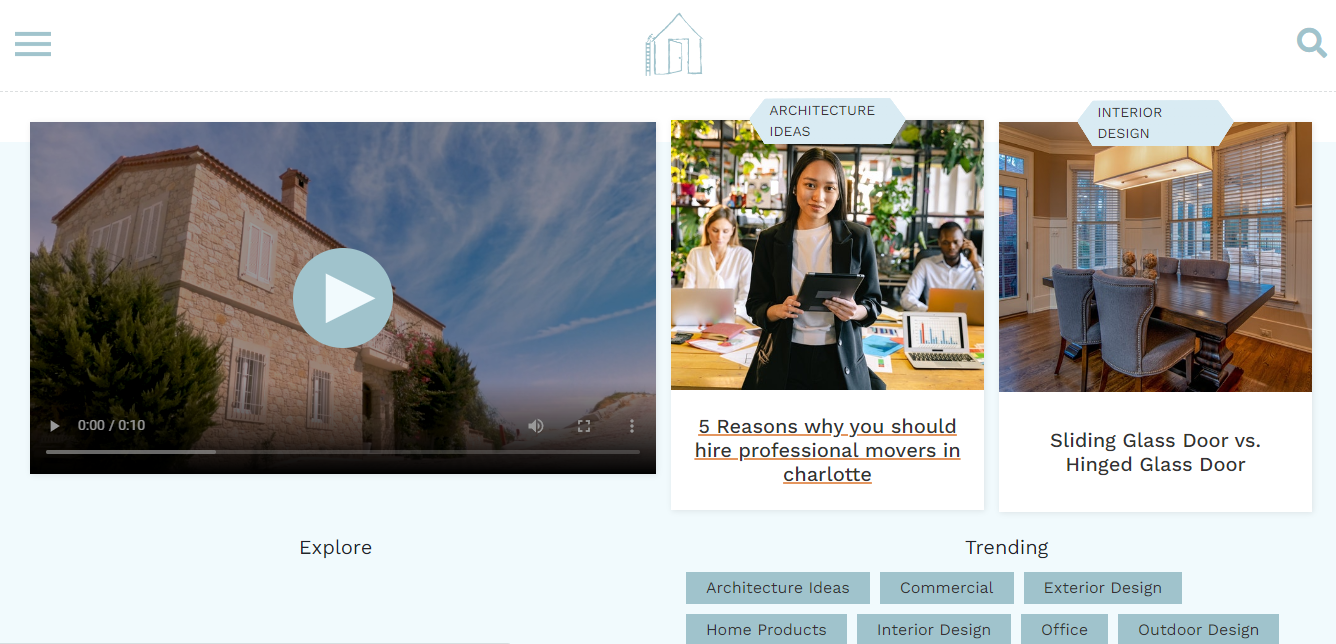 ARCHITECTURE
IDEAS
INTERIOR
DESIGN
0:00 / 0:10
5 Reasons why you should
hire professional movers in
charlotte
Sliding Glass Door vs.
Hinged Glass Door
Explore
Trending
Architecture Ideas
Commercial
Exterior Design
Home Products
Interior Design
Office
Outdoor Design